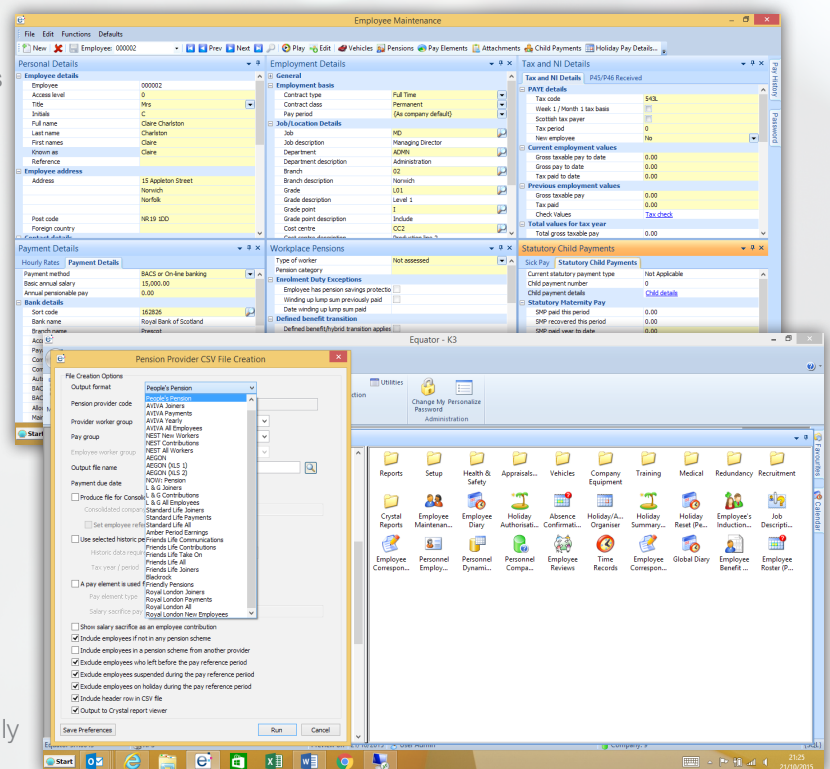 Employee Maintenance
File Edit Functions Defaults
New Employee: 000002 Prev Next Play Edit Vehicles Pensions Pay Elements Attachments Child Payments Holiday Pay Details...
Personal Details
Employee details
Employee 000002
Access level 0
Title Mrs
Initials C
Full name Claire Charlston
Last name Charlston
First names Claire
Known as Claire
Reference
Employee address
Address 15 Appleton Street
Norwich
Norfolk
Post code NR19 1DD
Foreign country
Contact details
Employment Details
General
Employment basis
Contract type Full Time
Contract class Permanent
Pay period {As company default}
Job/Location Details
Job MD
Job description Managing Director
Department ADMN
Department description Administration
Branch 02
Branch description Norwich
Grade L01
Grade description Level 1
Grade point I
Grade point description Include
Cost centre CC2
Cost centre description Production line 2
Tax and NI Details
Tax and NI Details P45/P46 Received
PAYE details
Tax code 543L
Week 1 / Month 1 tax basis
Scottish tax payer
Tax period 0
New employee No
Current employment values
Gross taxable pay to date 0.00
Gross pay to date 0.00
Tax paid to date 0.00
Previous employment values
Gross taxable pay 0.00
Tax paid 0.00
Check Values Tax check
Total values for tax year
Total gross taxable pay 0.00
Pay History
Password
Payment Details
Hourly Rates Payment Details
Payment method BACS or On-line banking
Basic annual salary 15,000.00
Annual pensionable pay 0.00
Bank details
Sort code 162826
Bank name Royal Bank of Scotland
Branch name Prescot
Workplace Pensions
Type of worker Not assessed
Pension category
Enrolment Duty Exceptions
Employee has pension savings protectio
Winding up lump sum previously paid
Date winding up lump sum paid
Defined benefit transition
Defined benefit/hybrid transition applies
Statutory Child Payments
Sick Pay Statutory Child Payments
Current statutory payment type Not Applicable
Child payment number 0
Child payment details Child details
Statutory Maternity Pay
SMP paid this period 0.00
SMP recovered this period 0.00
SMP paid year to date 0.00
Equator - K3
Utilities
Change My Password
Personalize
Administration
Pension Provider CSV File Creation
File Creation Options
Output format People's Pension
Pension provider code
Provider worker group
Pay group
Employee worker group
Output file name
Payment due date
Produce file for Consoli
Consolidated company
Set employee refe
Use selected historic pe
Historic data requi
Tax year / period
A pay element is used f
Pay element type
Salary sacrifice pay
People's Pension
AVIVA Joiners
AVIVA Payments
AVIVA Yearly
AVIVA All Employees
NEST New Workers
NEST Contributions
NEST All Workers
AEGON
AEGON (XLS 1)
AEGON (XLS 2)
NOW: Pension
L & G Joiners
L & G Contributions
L & G All Employees
Standard Life Joiners
Standard Life Payments
Standard Life All
Amber Period Earnings
Friends Life Communications
Friends Life Contributions
Friends Life Take On
Friends Life All
Friends Life Joiners
Blackrock
Friendly Pensions
Royal London Joiners
Royal London Payments
Royal London All
Royal London New Employees
Show salary sacrifice as an employee contribution
Include employees if not in any pension scheme
Include employees in a pension scheme from another provider
Exclude employees who left before the pay reference period
Exclude employees suspended during the pay reference period
Exclude employees on holiday during the pay reference period
Include header row in CSV file
Output to Crystal report viewer
Save Preferences Run Cancel
Reports Setup Health & Safety Appraisals... Vehicles Company Equipment Training Medical Redundancy Recruitment
Crystal Reports Employee Maintenan... Employee Diary Holiday Authorisati... Absence Confirmati... Holiday/A... Organiser Holiday Summary... Holiday Reset (Pe... Employee's Induction... Job Descripti...
Employee Correspon... Personnel Employ... Personnel Dynami... Personnel Compa... Employee Reviews Time Records Employee Correspon... Global Diary Employee Benefit ... Employee Roster (P...
Favourites
Calendar
ly
Start
21:25
21/10/2015